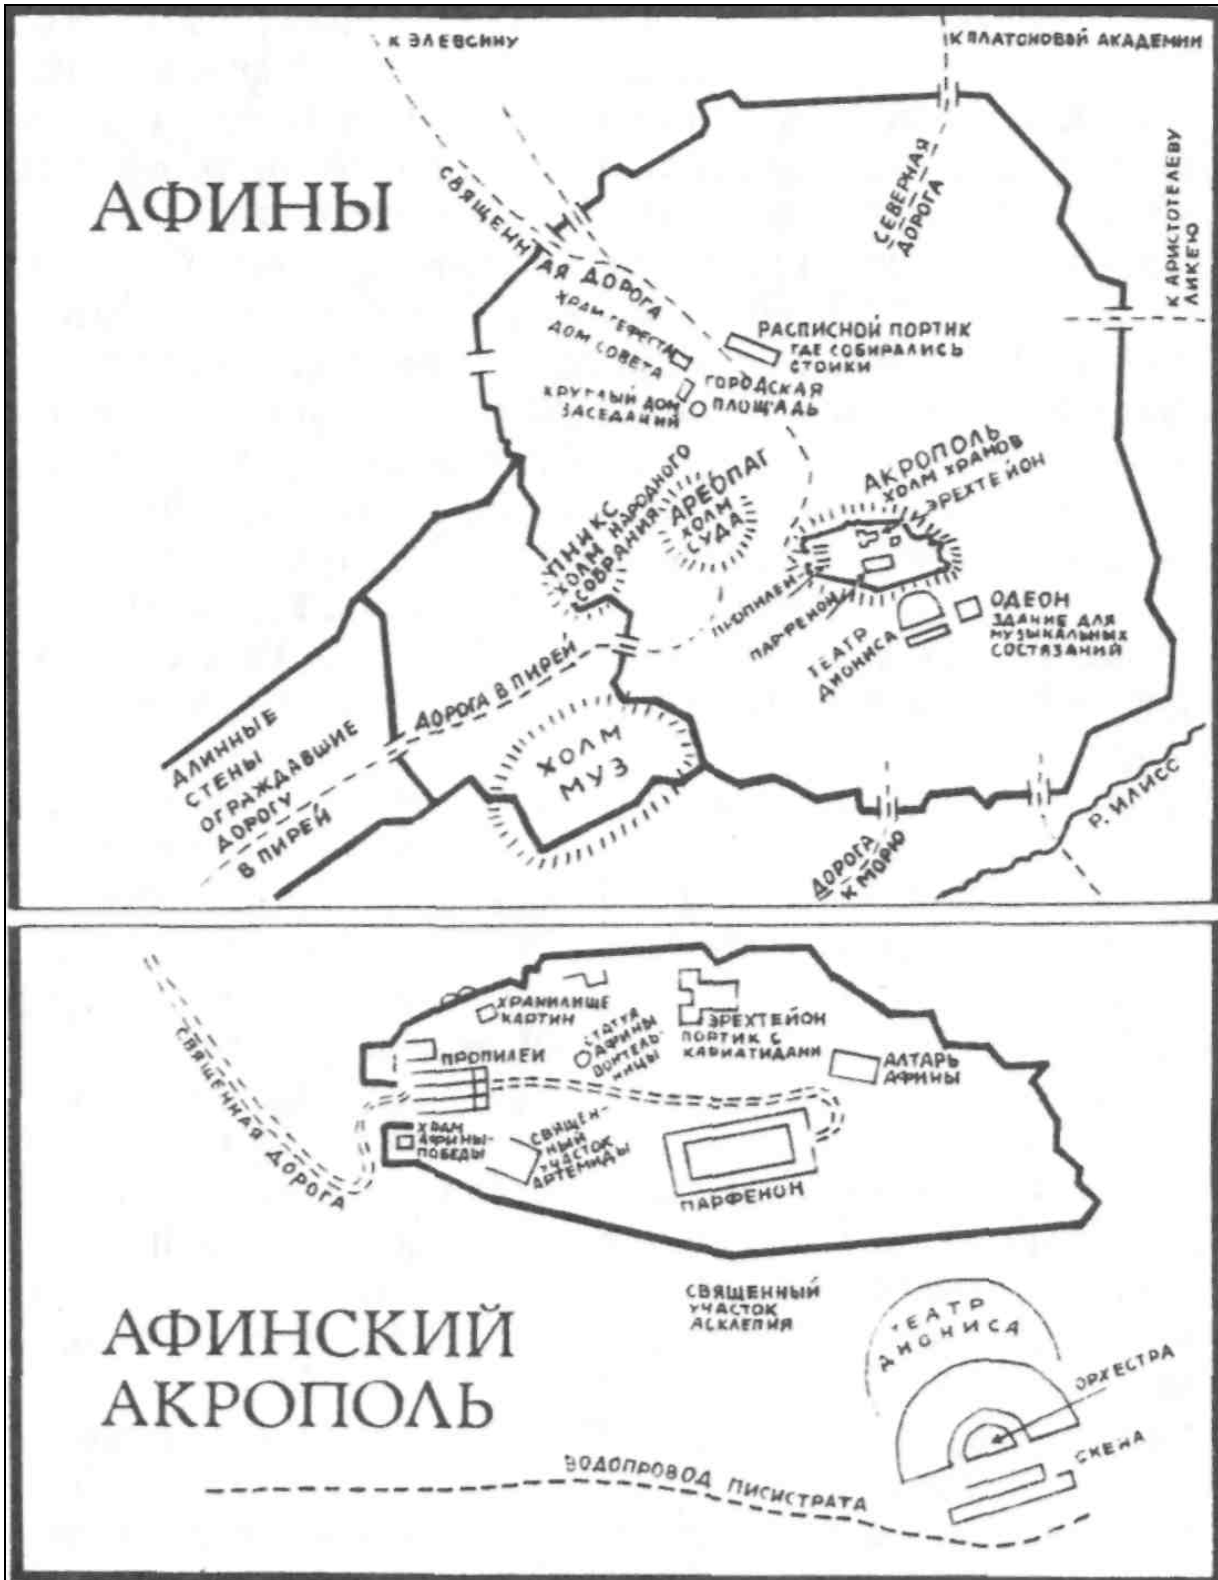 К ЭЛЕВСИНУ
К ПЛАТОНОВОЙ АКАДЕМИИ
АФИНЫ
СВЯЩЕННАЯ ДОРОГА
СЕВЕРНАЯ
ДОРОГА
К АРИСТОТЕЛЕВУ
ЛИКЕЮ
ХРАМ ГЕФЕСТА
ДОМ СОВЕТА
КРУГЛЫЙ ДОМ
ЗАСЕДАНИЙ
РАСПИСНОЙ ПОРТИК
ГДЕ СОБИРАЛИСЬ
СТОИКИ
ГОРОДСКАЯ
ПЛОЩАДЬ
ПНИКС
ХОЛМ НАРОДНОГО
СОБРАНИЯ
АРЕОПАГ
ХОЛМ
СУДА
АКРОПОЛЬ
ХОЛМ ХРАМОВ
ЭРЕХТЕЙОН
ПРОПИЛЕИ
ПАРФЕНОН
ТЕАТР
ДИОНИСА
ОДЕОН
ЗДАНИЕ ДЛЯ
МУЗЫКАЛЬНЫХ
СОСТЯЗАНИЙ
ДОРОГА В ПИРЕЙ
ХОЛМ
МУЗ
ДЛИННЫЕ
СТЕНЫ
ОГРАЖДАВШИЕ
ДОРОГУ
В ПИРЕЙ
ДОРОГА
К МОРЮ
Р. ИЛИСС
СВЯЩЕННАЯ ДОРОГА
ХРАНИЛИЩЕ
КАРТИН
ПРОПИЛЕИ
СТАТУЯ
АФИНЫ
ВОИТЕЛЬ-
НИЦЫ
ЭРЕХТЕЙОН
ПОРТИК С
КАРИАТИДАМИ
АЛТАРЬ
АФИНЫ
ХРАМ
АФИНЫ-
ПОБЕДЫ
СВЯЩЕН-
НЫЙ
УЧАСТОК
АРТЕМИДЫ
ПАРФЕНОН
СВЯЩЕННЫЙ
УЧАСТОК
АСКЛЕПИЯ
АФИНСКИЙ
АКРОПОЛЬ
ТЕАТР
ДИОНИСА
ОРХЕСТРА
СКЕНА
ВОДОПРОВОД ПИСИСТРАТА